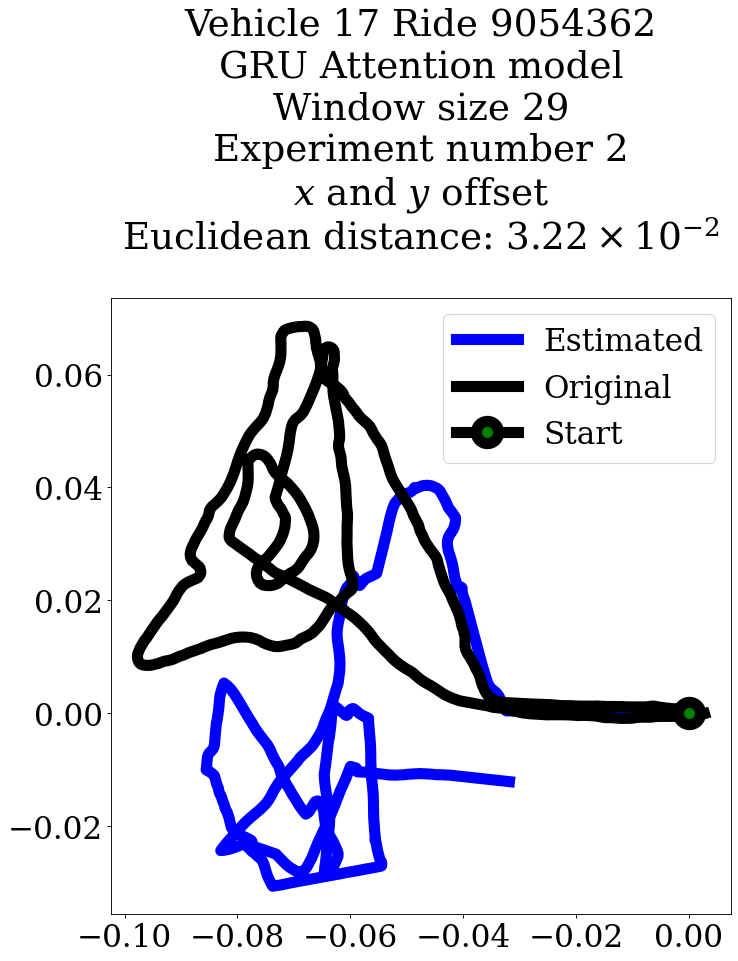 Vehicle 17 Ride 9054362
GRU Attention model
Window size 29
Experiment number 2
x and y offset
Euclidean distance: 3.22 × 10⁻²
Estimated
Original
Start
0.06
0.04
0.02
0.00
−0.02
−0.10 −0.08 −0.06 −0.04 −0.02 0.00